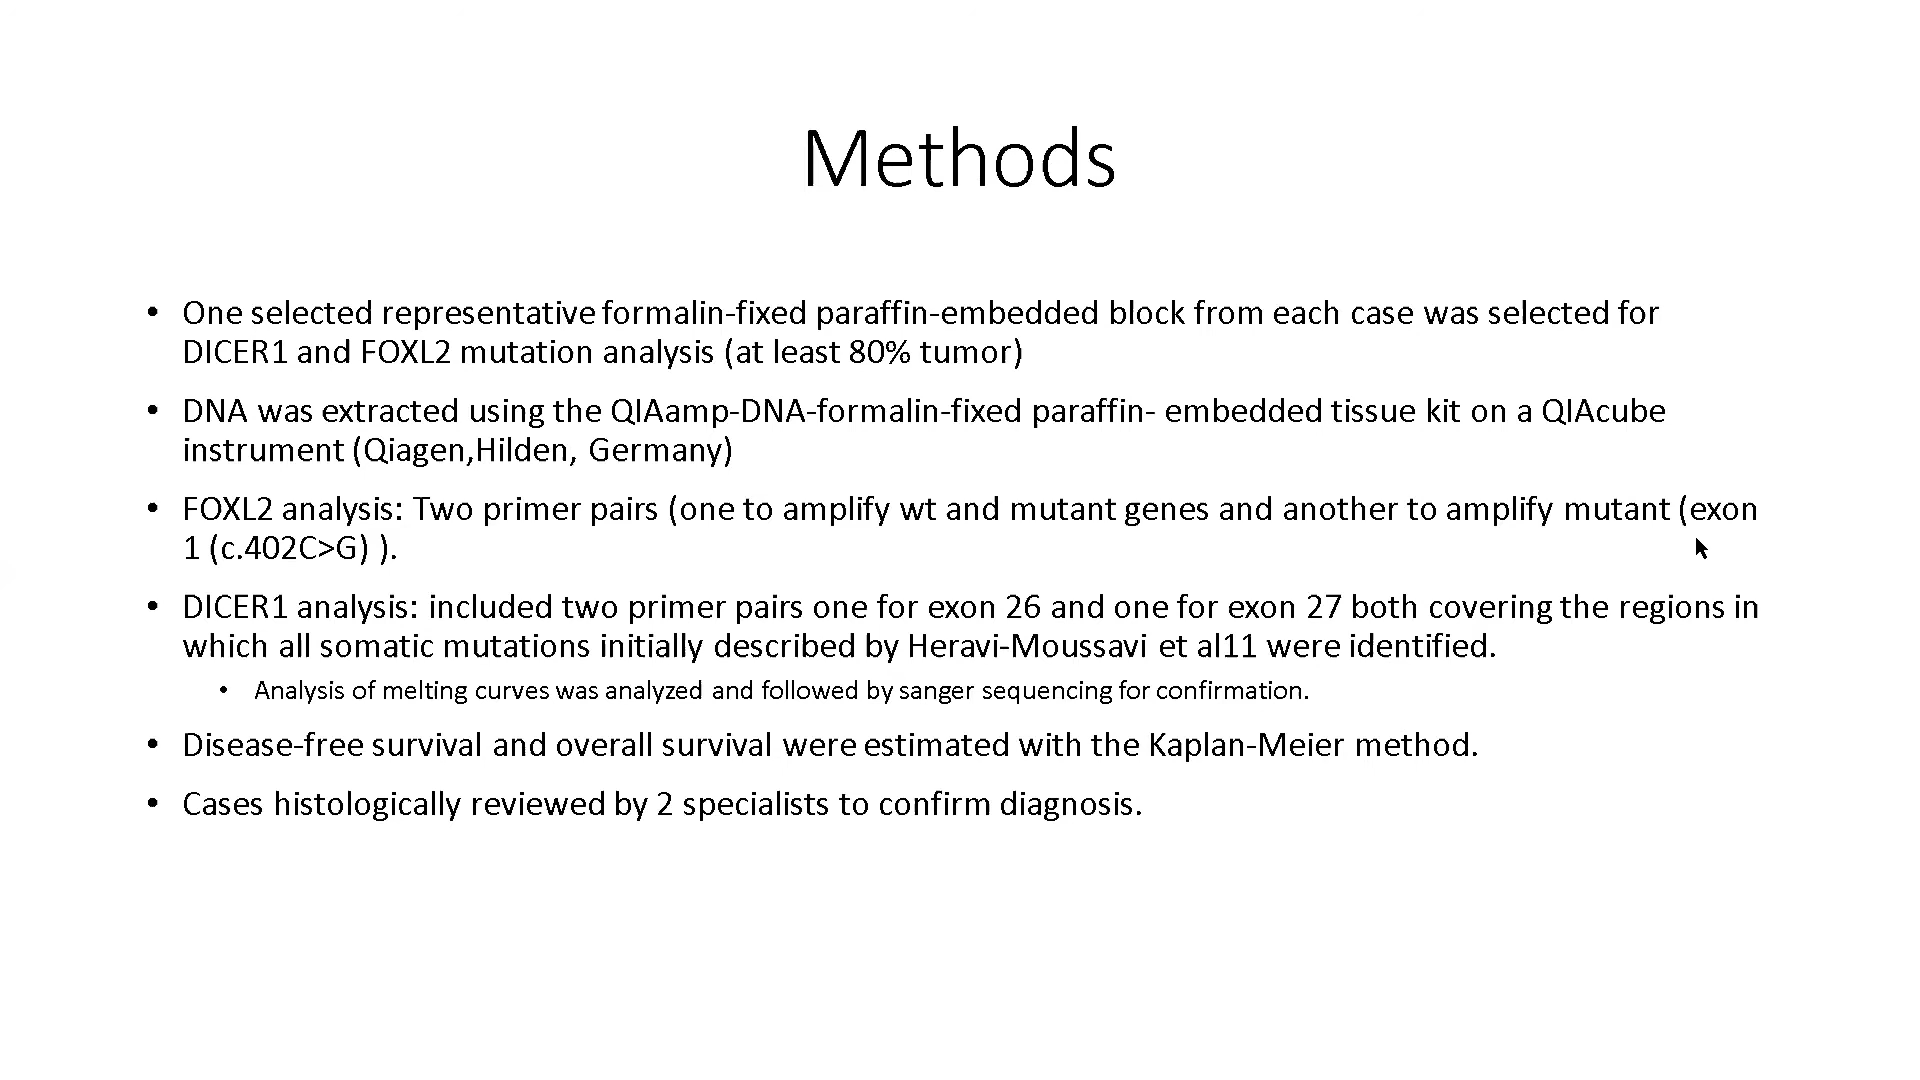 Methods
• One selected representative formalin-fixed paraffin-embedded block from each case was selected for
DICER1 and FOXL2 mutation analysis (at least 80% tumor)
• DNA was extracted using the QIAamp-DNA-formalin-fixed paraffin- embedded tissue kit on a QIAcube
instrument (Qiagen,Hilden, Germany)
• FOXL2 analysis: Two primer pairs (one to amplify wt and mutant genes and another to amplify mutant (exon
1 (c.402C>G) ).
• DICER1 analysis: included two primer pairs one for exon 26 and one for exon 27 both covering the regions in
which all somatic mutations initially described by Heravi-Moussavi et al11 were identified.
• Analysis of melting curves was analyzed and followed by sanger sequencing for confirmation.
• Disease-free survival and overall survival were estimated with the Kaplan-Meier method.
• Cases histologically reviewed by 2 specialists to confirm diagnosis.